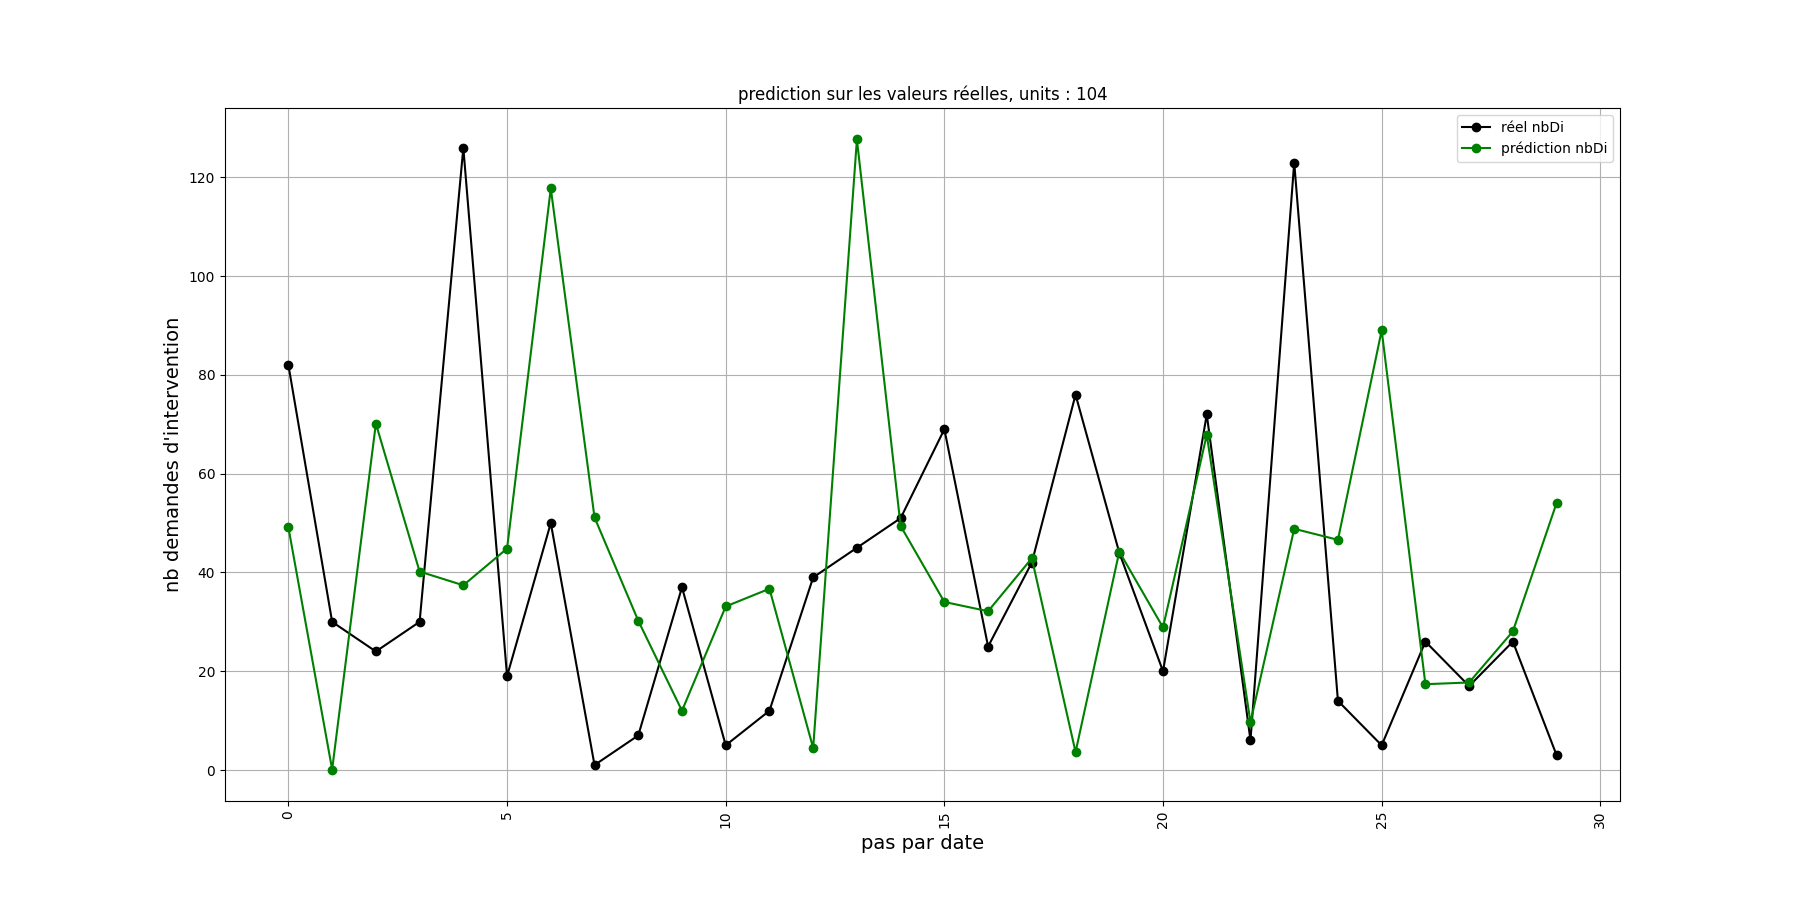 prediction sur les valeurs réelles, units : 104
réel nbDi
prédiction nbDi
nb demandes d'intervention
120
100
80
60
40
20
0
0 5 10 15 20 25 30
pas par date